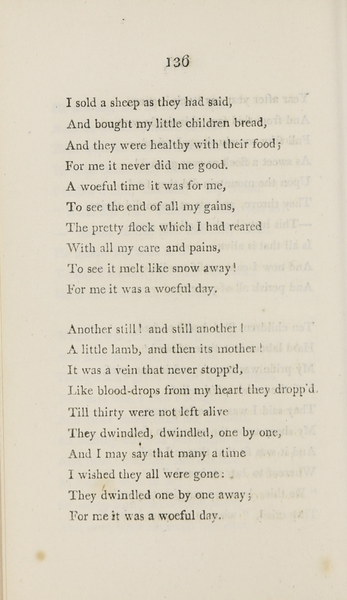 136
I sold a sheep as they had said,
And bought my little children bread,
And they were healthy with their food;
For me it never did me good.
A woeful time it was for me,
To see the end of all my gains,
The pretty flock which I had reared
With all my care and pains,
To see it melt like snow away!
For me it was a woeful day.
Another still! and still another!
A little lamb, and then its mother!
It was a vein that never stopp'd,
Like blood-drops from my heart they dropp'd.
Till thirty were not left alive
They dwindled, dwindled, one by one,
And I may say that many a time
I wished they all were gone:
They dwindled one by one away;
For me it was a woeful day.